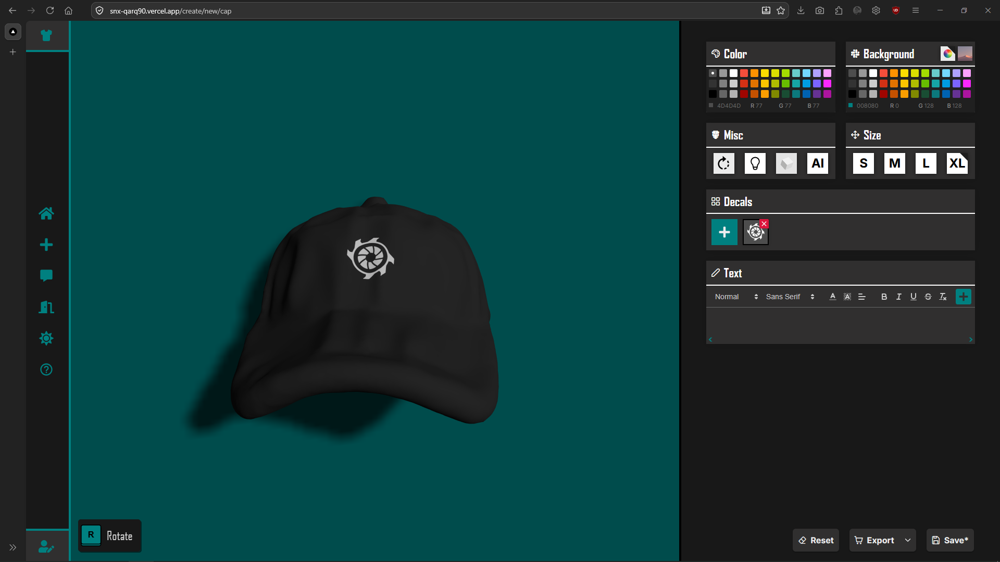 snx-qarq90.vercel.app/create/new/cap
Color
4D4D4D R 77 G 77 B 77
Background
008080 R 0 G 128 B 128
Misc
AI
Size
S M L XL
Decals
Text
Normal Sans Serif
A A B I U S Tx
R Rotate
Reset Export Save*